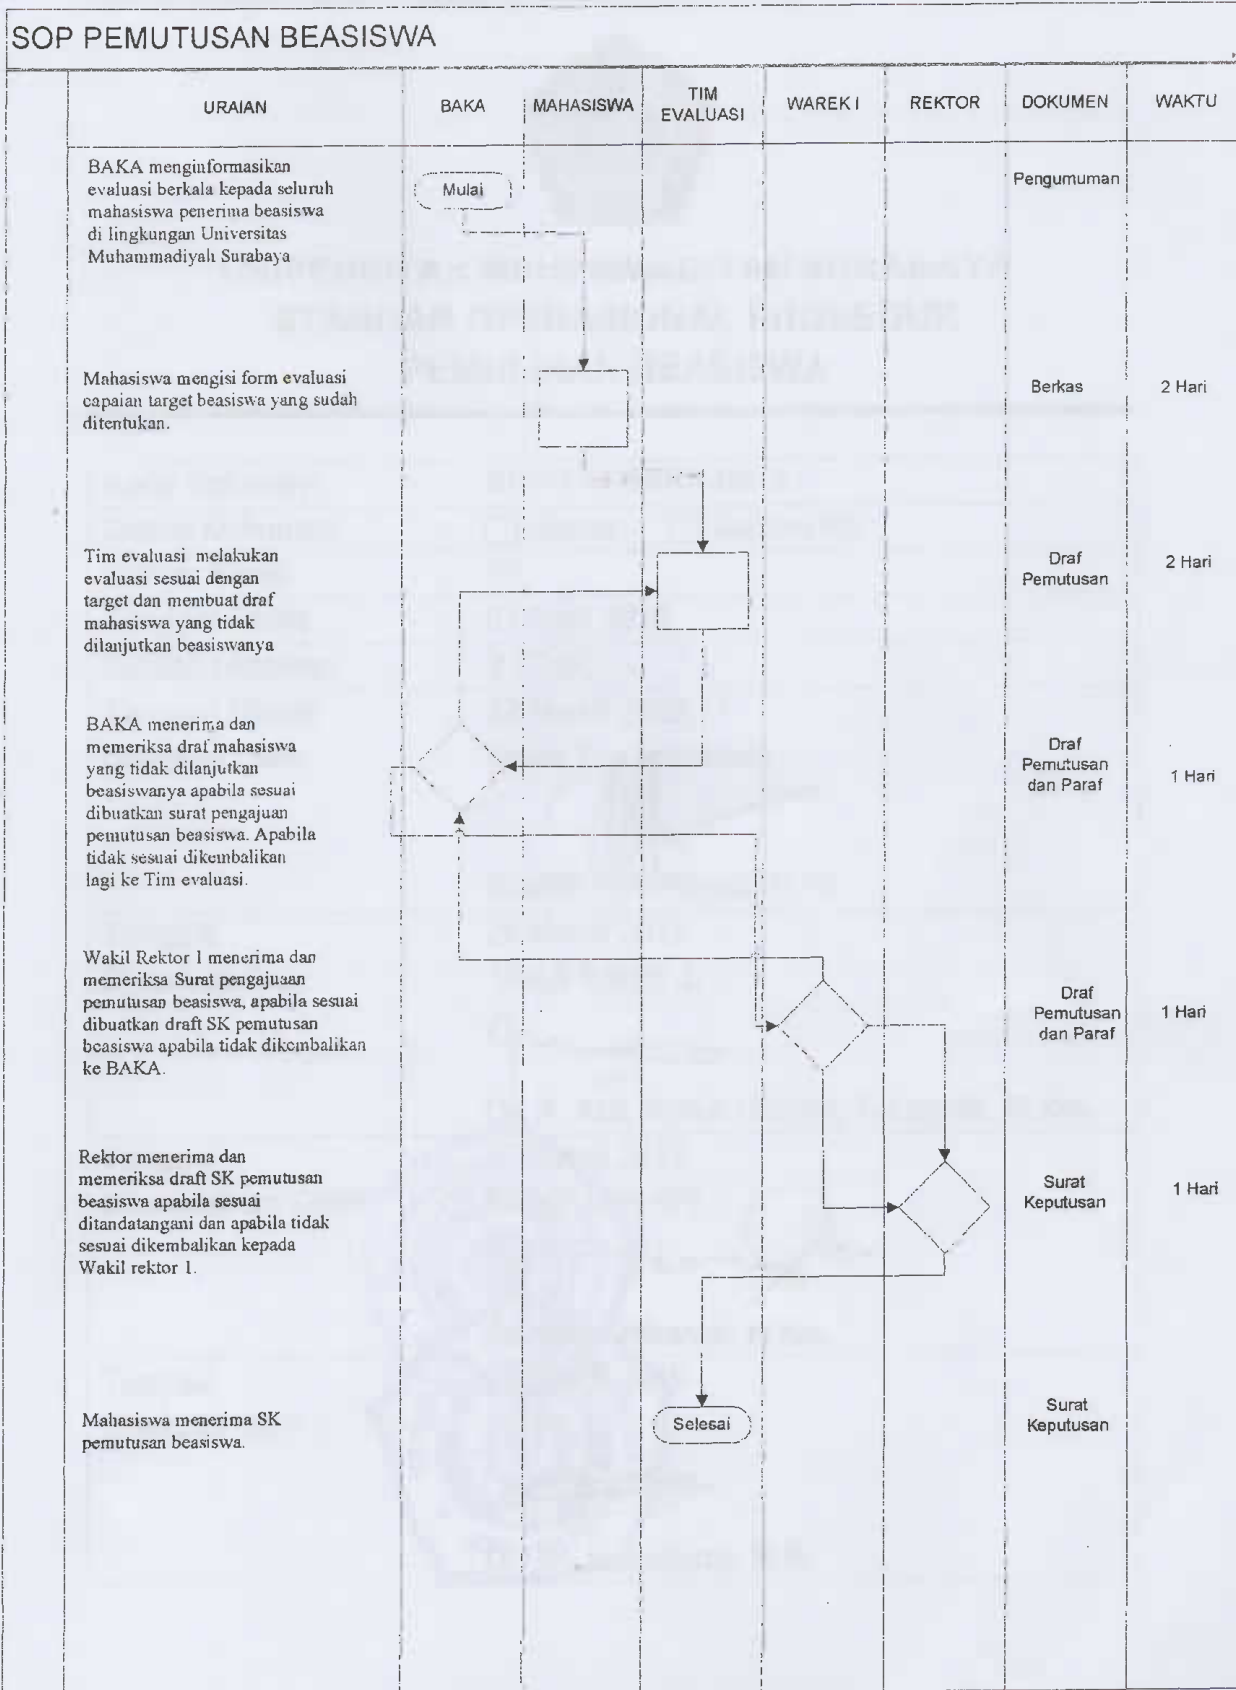 SOP PEMUTUSAN BEASISWA
URAIAN
BAKA
MAHASISWA
TIM
EVALUASI
WAREK I
REKTOR
DOKUMEN
WAKTU
BAKA menginformasikan
evaluasi berkala kepada seluruh
mahasiswa penerima beasiswa
di lingkungan Universitas
Muhammadiyah Surabaya
Mulai
Pengumuman
Mahasiswa mengisi form evaluasi
capaian target beasiswa yang sudah
ditentukan.
Berkas
2 Hari
Tim evaluasi melakukan
evaluasi sesuai dengan
target dan membuat draf
mahasiswa yang tidak
dilanjutkan beasiswanya
Draf
Pemutusan
2 Hari
BAKA menerima dan
memeriksa draf mahasiswa
yang tidak dilanjutkan
beasiswanya apabila sesuai
dibuatkan surat pengajuan
pemutusan beasiswa. Apabila
tidak sesuai dikembalikan
lagi ke Tim evaluasi.
Draf
Pemutusan
dan Paraf
1 Hari
Wakil Rektor 1 menerima dan
memeriksa Surat pengajuaan
pemutusan beasiswa, apabila sesuai
dibuatkan draft SK pemutusan
beasiswa apabila tidak dikembalikan
ke BAKA.
Draf
Pemutusan
dan Paraf
1 Hari
Rektor menerima dan
memeriksa draft SK pemutusan
beasiswa apabila sesuai
ditandatangani dan apabila tidak
sesuai dikembalikan kepada
Wakil rektor 1.
Surat
Keputusan
1 Hari
Mahasiswa menerima SK
pemutusan beasiswa.
Selesai
Surat
Keputusan